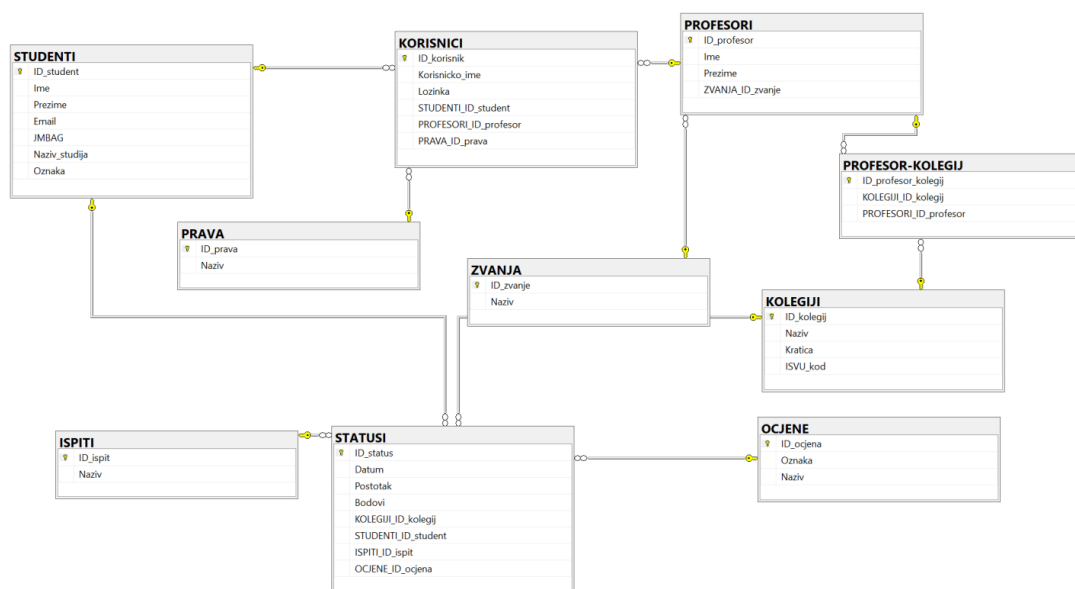 STUDENTI
ID_student
Ime
Prezime
Email
JMBAG
Naziv_studija
Oznaka
KORISNICI
ID_korisnik
Korisnicko_ime
Lozinka
STUDENTI_ID_student
PROFESORI_ID_profesor
PRAVA_ID_prava
PROFESORI
ID_profesor
Ime
Prezime
ZVANJA_ID_zvanje
PROFESOR-KOLEGIJ
ID_profesor_kolegij
KOLEGIJI_ID_kolegij
PROFESORI_ID_profesor
PRAVA
ID_prava
Naziv
ZVANJA
ID_zvanje
Naziv
KOLEGIJI
ID_kolegij
Naziv
Kratica
ISVU_kod
ISPITI
ID_ispit
Naziv
STATUSI
ID_status
Datum
Postotak
Bodovi
KOLEGIJI_ID_kolegij
STUDENTI_ID_student
ISPITI_ID_ispit
OCJENE_ID_ocjena
OCJENE
ID_ocjena
Oznaka
Naziv